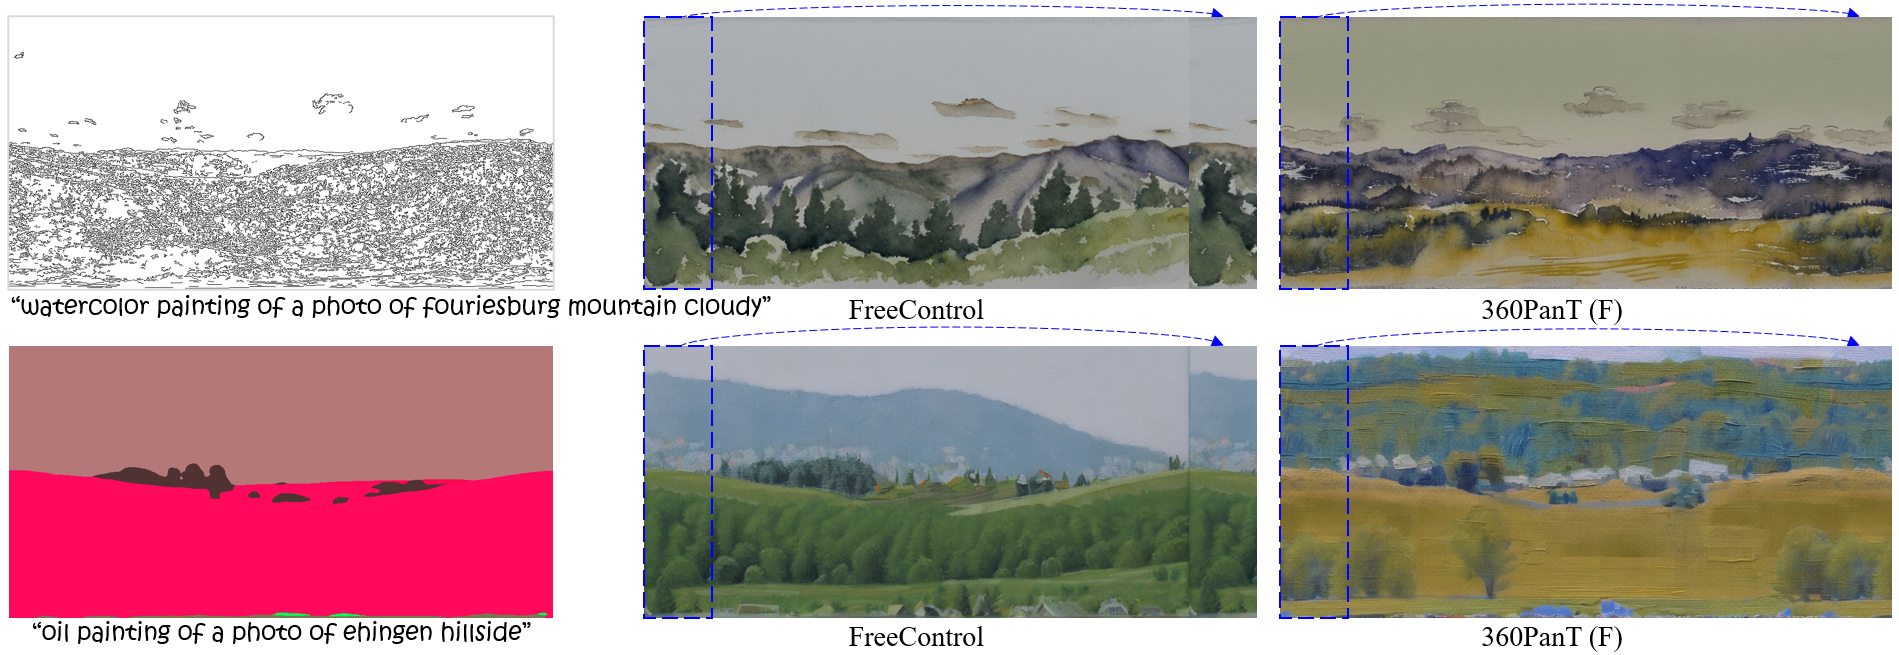 “watercolor painting of a photo of fouriesburg mountain cloudy”
FreeControl
360PanT (F)
“oil painting of a photo of ehingen hillside”
FreeControl
360PanT (F)